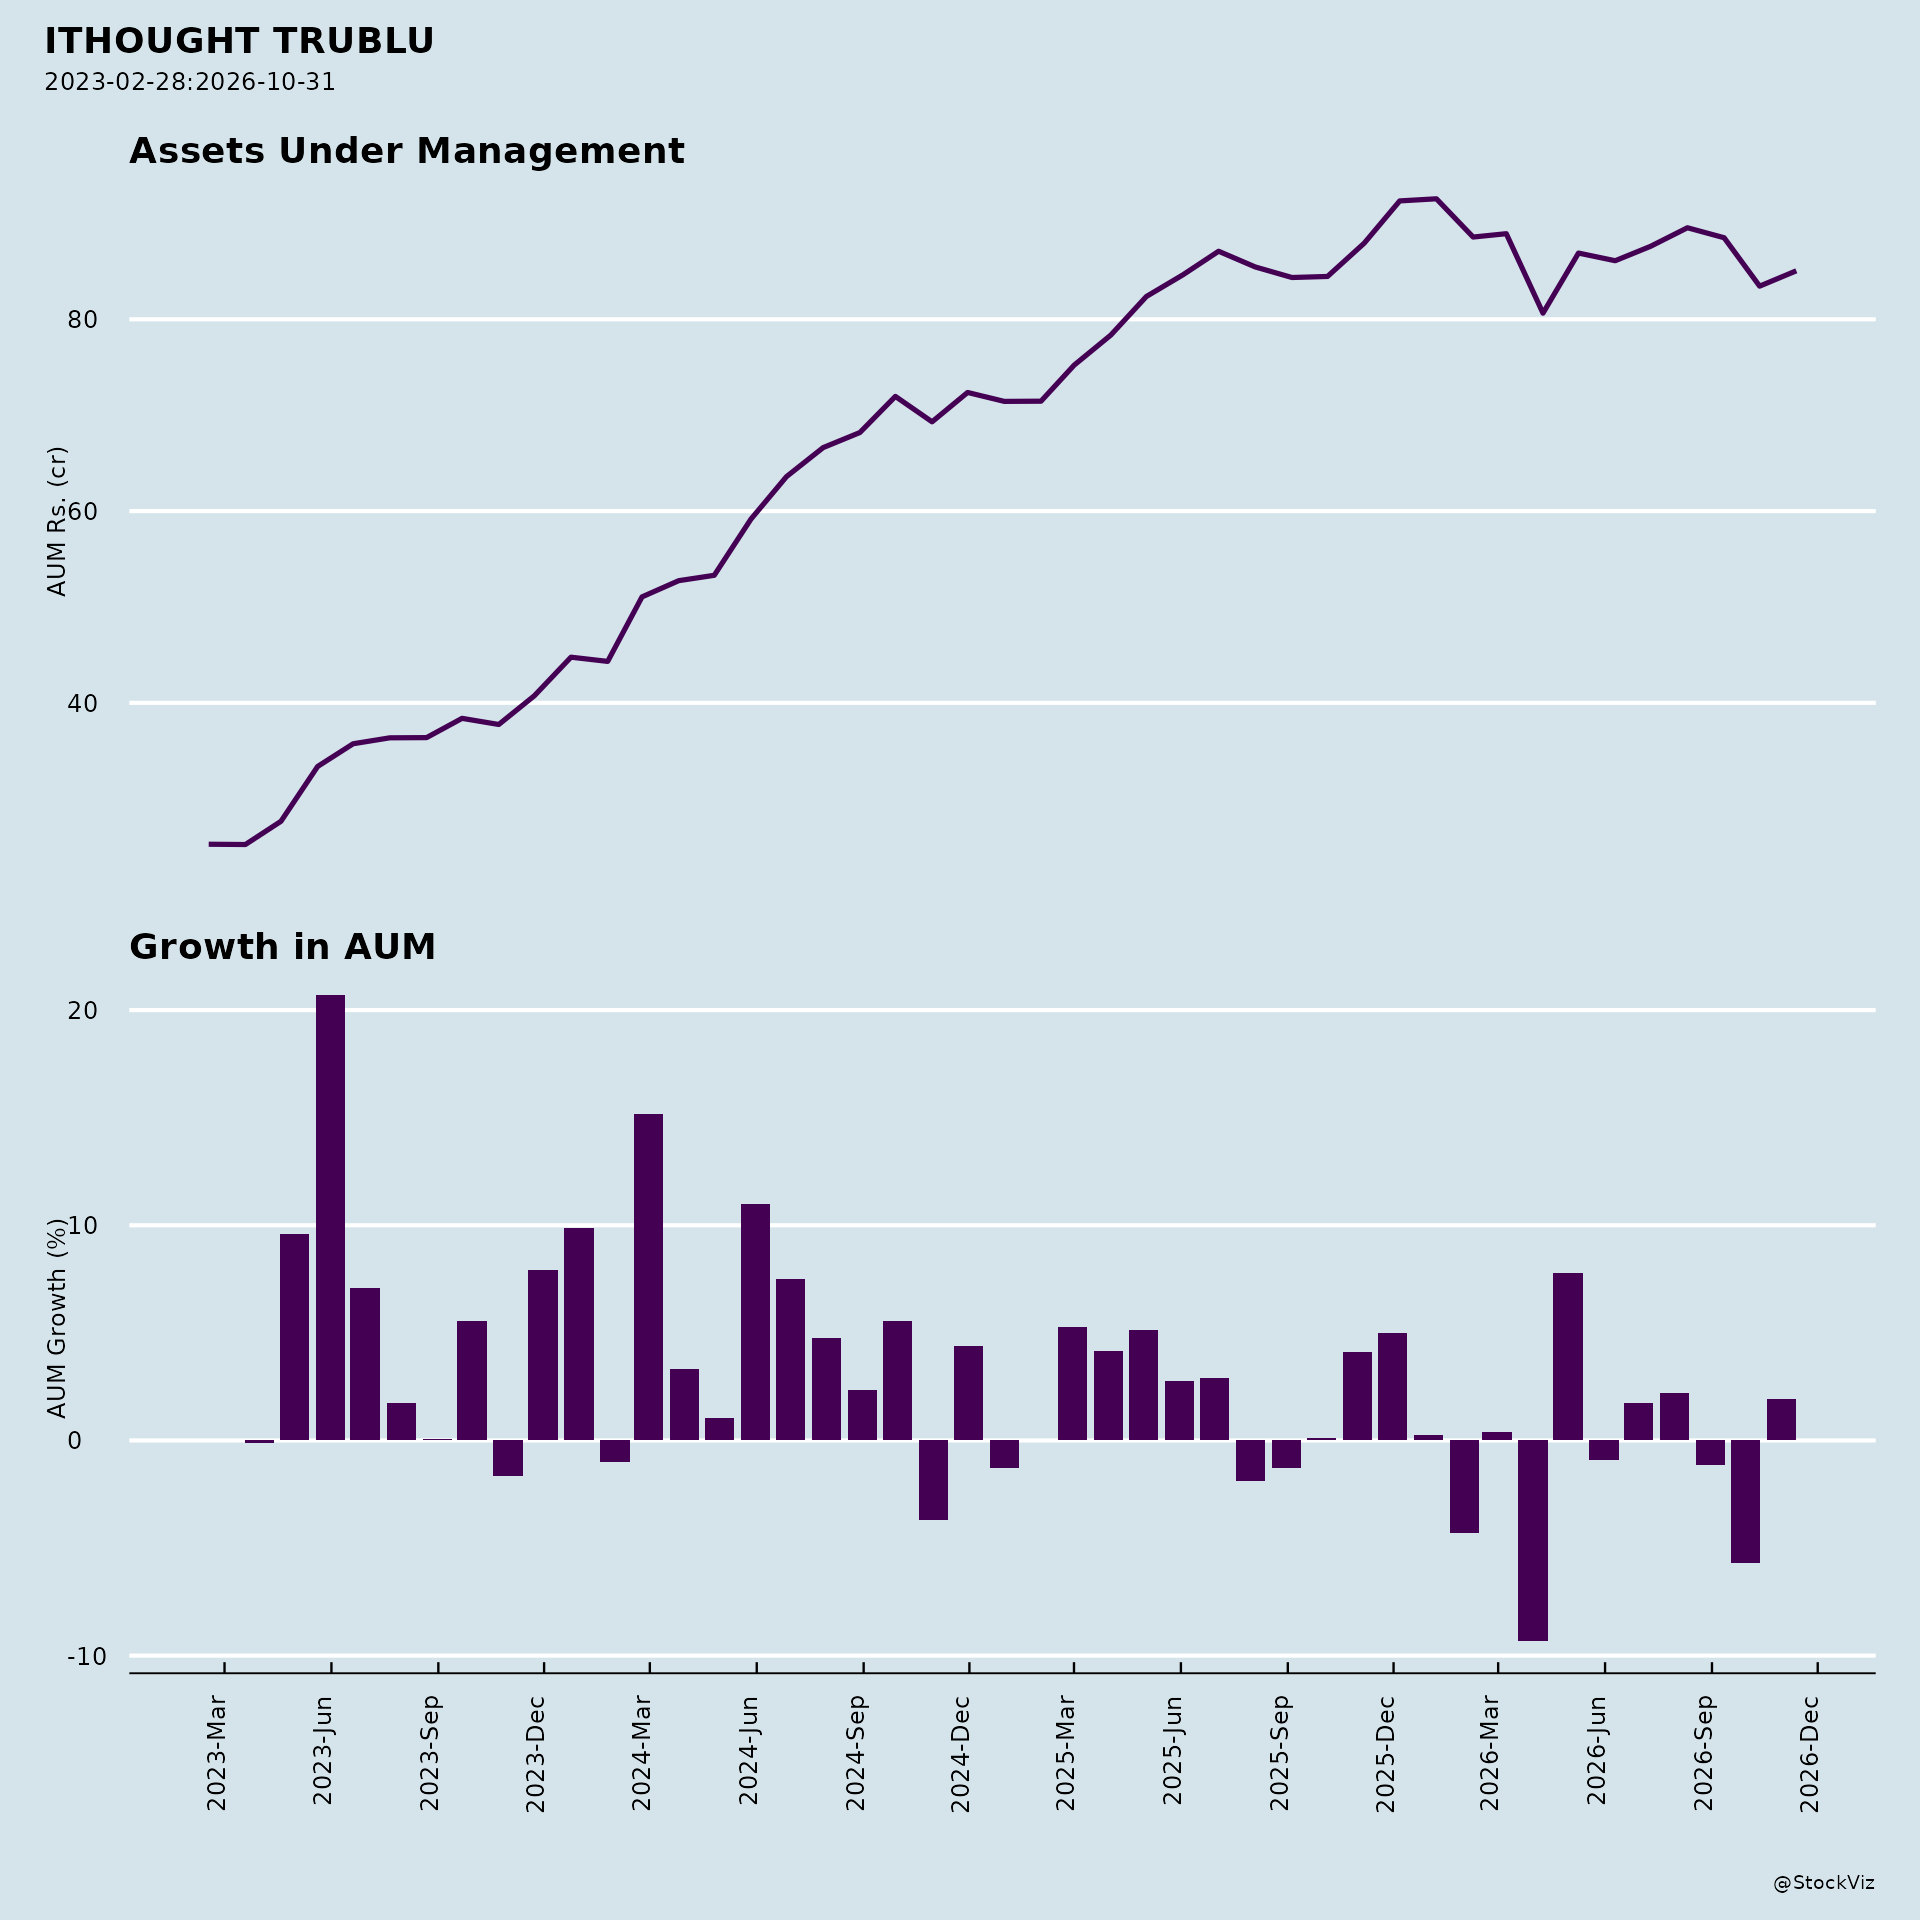 ITHOUGHT TRUBLU
2023-02-28:2026-10-31
Assets Under Management
AUM Rs. (cr)
80
60
40
Growth in AUM
AUM Growth (%)
20
10
0
-10
2023-Mar
2023-Jun
2023-Sep
2023-Dec
2024-Mar
2024-Jun
2024-Sep
2024-Dec
2025-Mar
2025-Jun
2025-Sep
2025-Dec
2026-Mar
2026-Jun
2026-Sep
2026-Dec
@StockViz